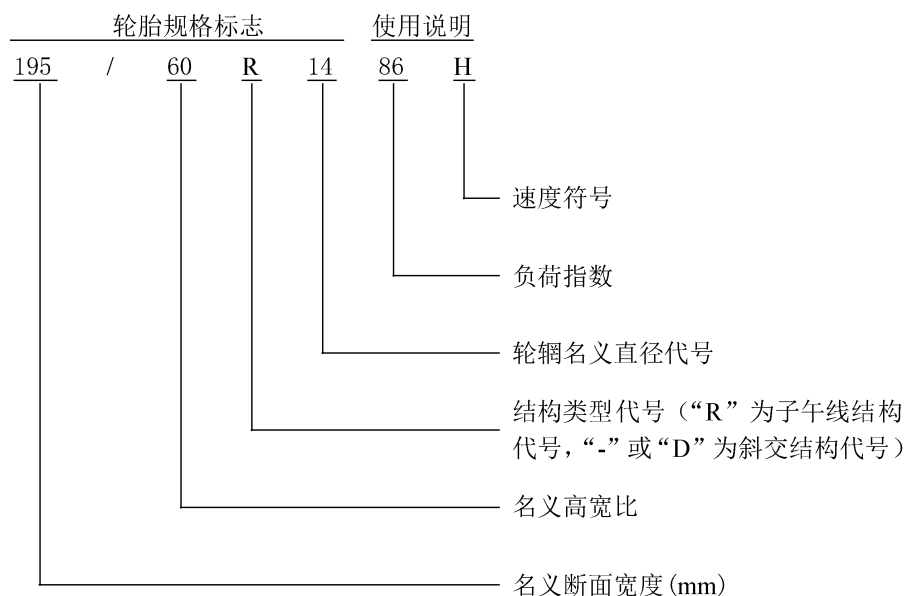 轮胎规格标志 使用说明
195 / 60 R 14 86 H
速度符号
负荷指数
轮辋名义直径代号
结构类型代号（“R”为子午线结构
代号，“-”或“D”为斜交结构代号）
名义高宽比
名义断面宽度(mm)